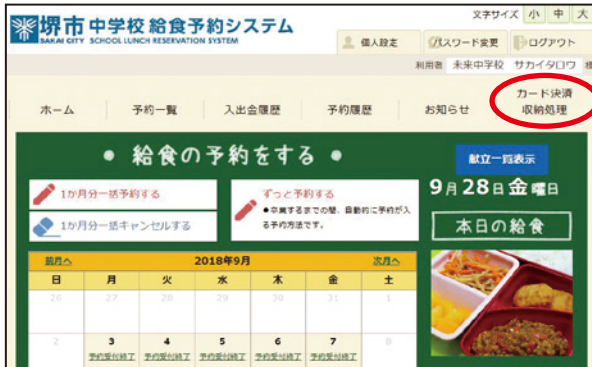 文字サイズ 小 中 大
堺市 中学校 給食予約システム
SAKAI CITY SCHOOL LUNCH RESERVATION SYSTEM
個人設定 パスワード変更 ログアウト
利用者 未来中学校 サカイタロウ 様
ホーム 予約一覧 入出金履歴 予約履歴 お知らせ カード決済
収納処理
● 給食の予約をする ●
献立一覧表示
1か月分一括予約する
ずっと予約する
●卒業するまでの間、自動的に予約が入
る予約方法です。
1か月分一括キャンセルする
9月28日金曜日
本日の給食
前月へ 2018年9月 次月へ
日 月 火 水 木 金 土
26 27 28 29 30 31 1
2 3 4 5 6 7 8
予約受付終了 予約受付終了 予約受付終了 予約受付終了 予約受付終了